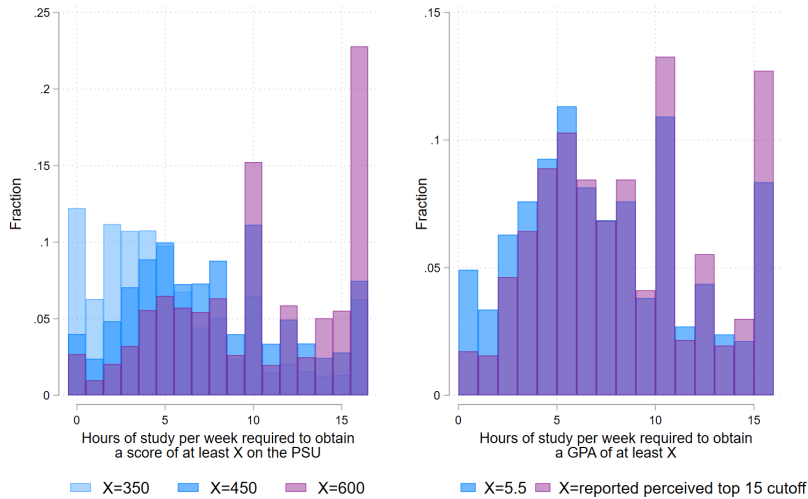 .25
.2
.15
.1
.05
0
Fraction
0 5 10 15
Hours of study per week required to obtain
a score of at least X on the PSU
X=350 X=450 X=600
.15
.1
.05
0
Fraction
0 5 10 15
Hours of study per week required to obtain
a GPA of at least X
X=5.5 X=reported perceived top 15 cutoff